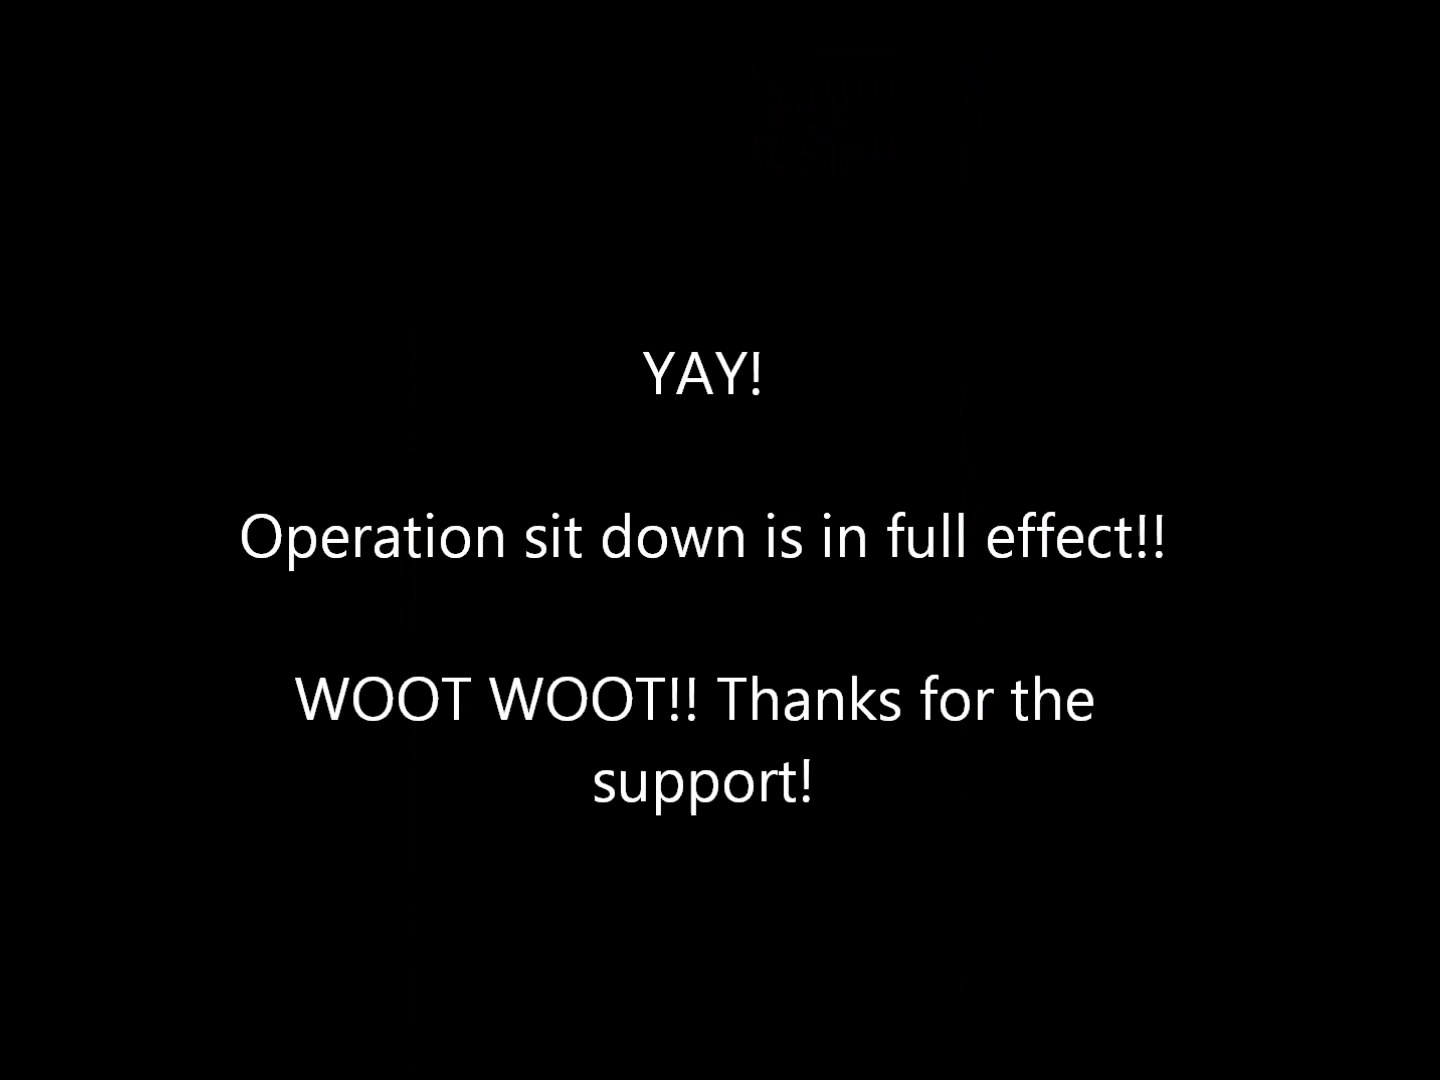 YAY!
Operation sit down is in full effect!!
WOOT WOOT!! Thanks for the
support!